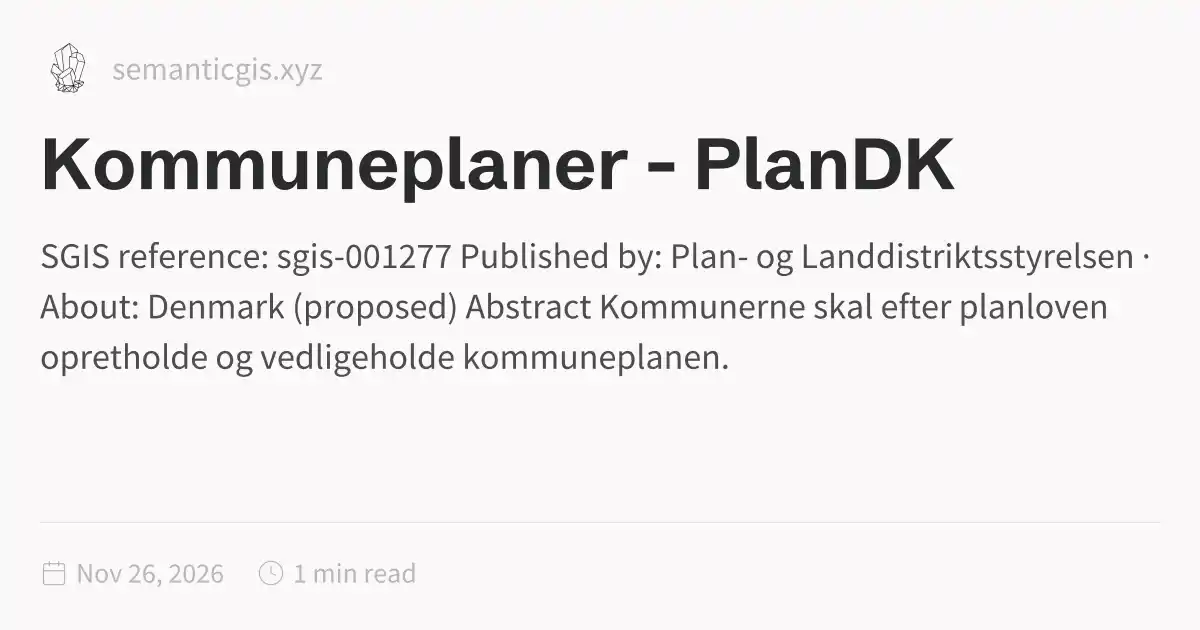 semanticgis.xyz
Kommuneplaner - PlanDK
SGIS reference: sgis-001277 Published by: Plan- og Landdistriktsstyrelsen ·
About: Denmark (proposed) Abstract Kommunerne skal efter planloven
opretholde og vedligeholde kommuneplanen.
Nov 26, 2026 1 min read